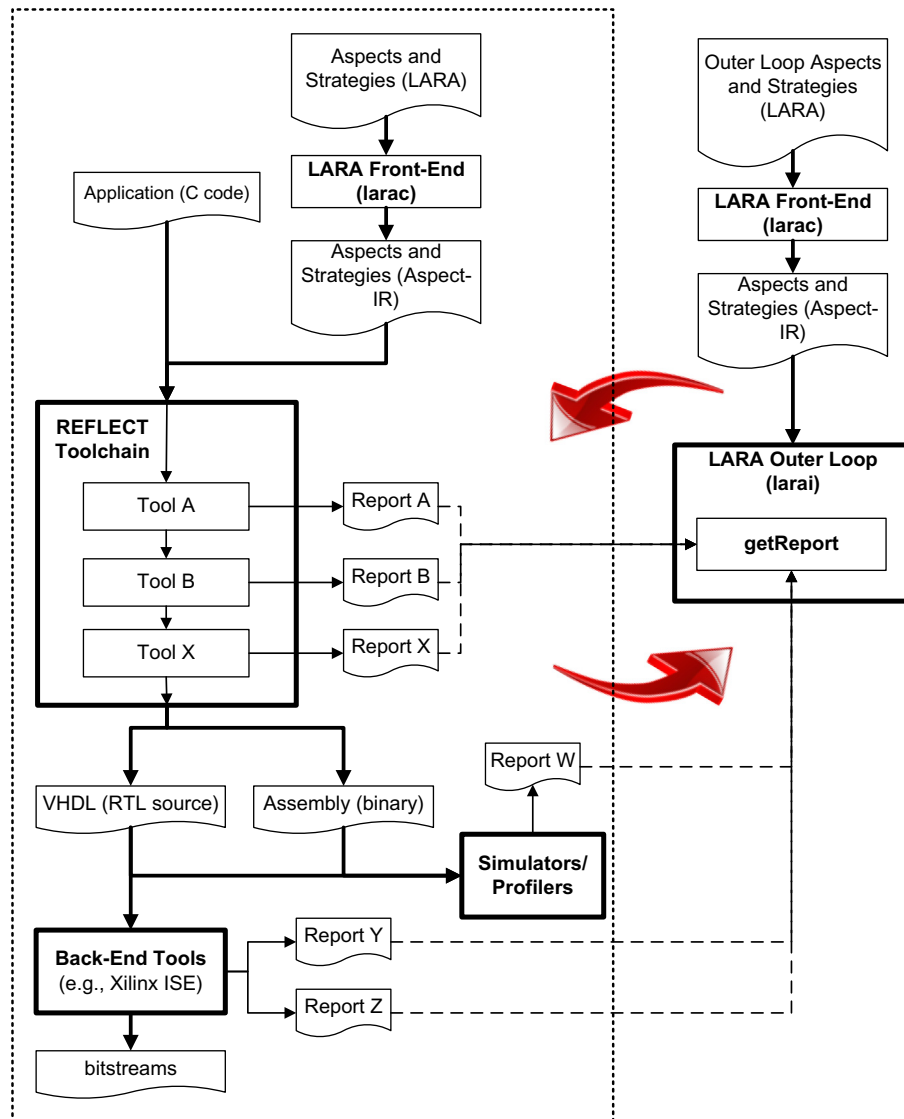 Aspects and
Strategies (LARA)
Outer Loop Aspects
and Strategies
(LARA)
LARA Front-End
(larac)
Application (C code)
LARA Front-End
(larac)
Aspects and
Strategies (Aspect-
IR)
Aspects and
Strategies (Aspect-
IR)
REFLECT
Toolchain
LARA Outer Loop
(larai)
Tool A
Report A
getReport
Tool B
Report B
Tool X
Report X
Report W
VHDL (RTL source)
Assembly (binary)
Simulators/
Profilers
Back-End Tools
(e.g., Xilinx ISE)
Report Y
Report Z
bitstreams